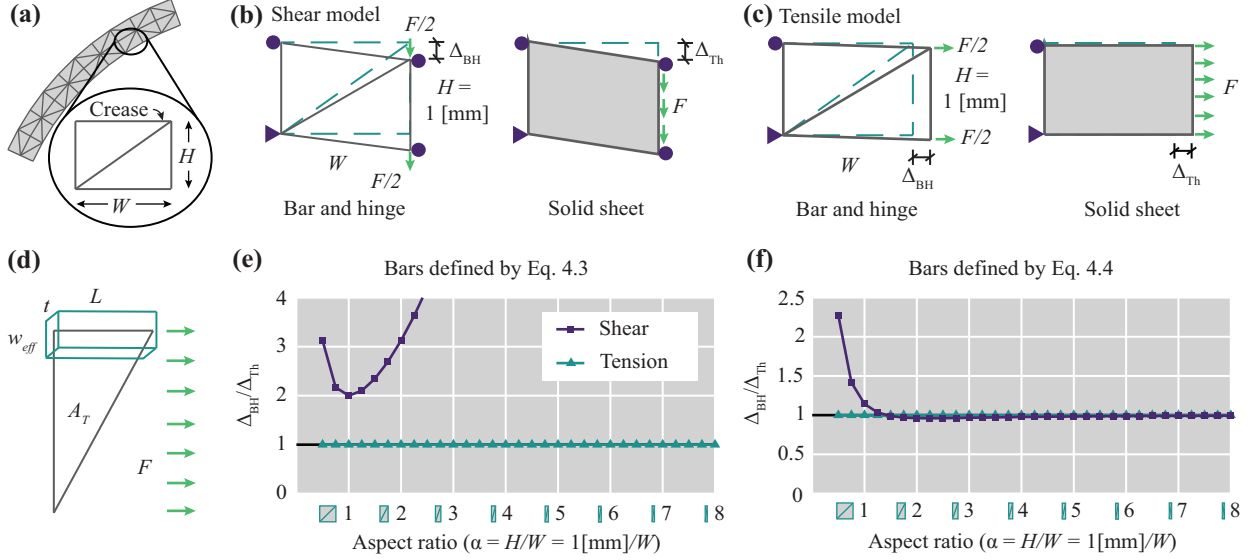 (a)
Crease
H
W
(b) Shear model
F/2
Δ_BH
H =
1 [mm]
W
F/2
Bar and hinge
Δ_Th
F
Solid sheet
(c) Tensile model
F/2
H =
1 [mm]
F/2
W
Δ_BH
Bar and hinge
F
Δ_Th
Solid sheet
(d)
t
L
w_eff
A_T
F
(e)
Bars defined by Eq. 4.3
Δ_BH/Δ_Th
4
3
2
1
0
Shear
Tension
1 2 3 4 5 6 7 8
Aspect ratio (α = H/W = 1[mm]/W)
(f)
Bars defined by Eq. 4.4
Δ_BH/Δ_Th
2.5
2
1.5
1
0.5
0
1 2 3 4 5 6 7 8
Aspect ratio (α = H/W = 1[mm]/W)